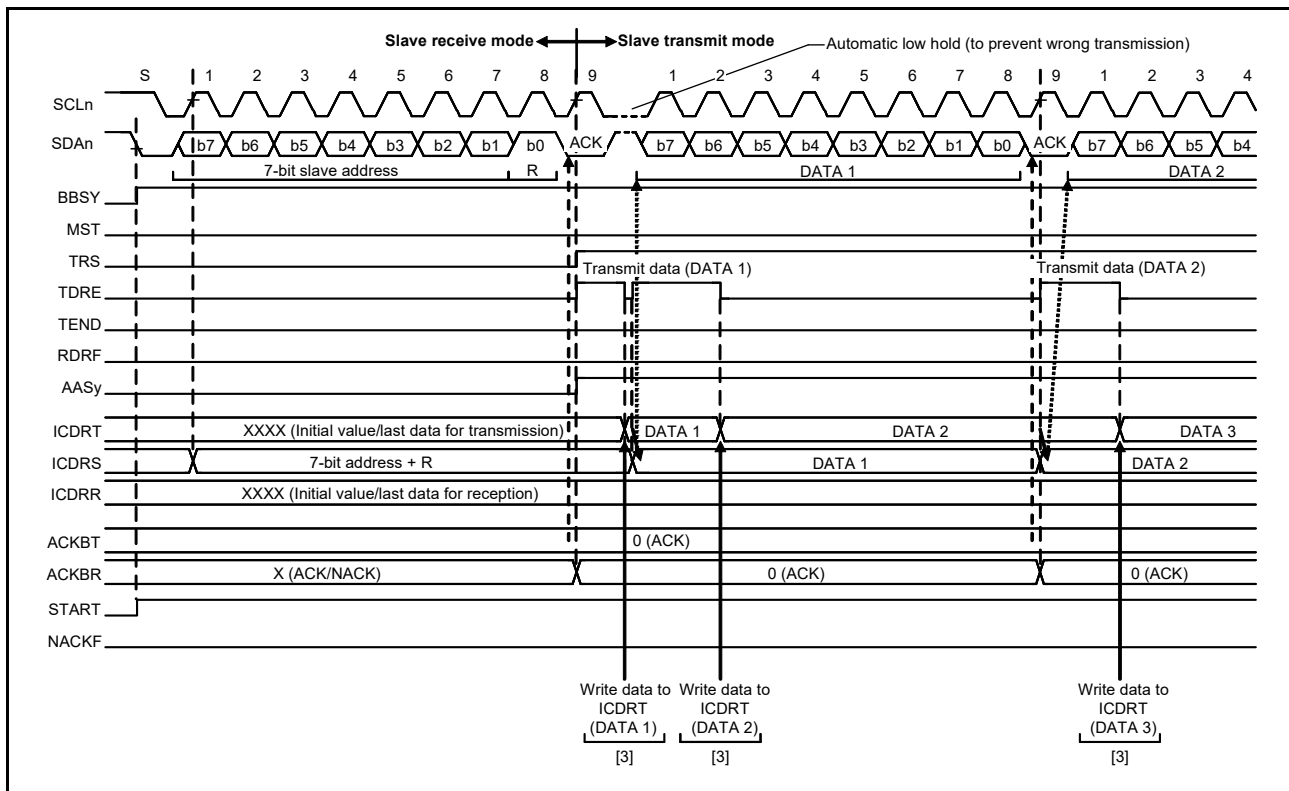 Slave receive mode Slave transmit mode
Automatic low hold (to prevent wrong transmission)
S 1 2 3 4 5 6 7 8 9 1 2 3 4 5 6 7 8 9 1 2 3 4
SCLn
SDAn b7 b6 b5 b4 b3 b2 b1 b0 ACK b7 b6 b5 b4 b3 b2 b1 b0 ACK b7 b6 b5 b4
7-bit slave address R DATA 1 DATA 2
BBSY
MST
TRS
Transmit data (DATA 1) Transmit data (DATA 2)
TDRE
TEND
RDRF
AASy
ICDRT XXXX (Initial value/last data for transmission) DATA 1 DATA 2 DATA 3
ICDRS 7-bit address + R DATA 1 DATA 2
ICDRR XXXX (Initial value/last data for reception)
ACKBT 0 (ACK)
ACKBR X (ACK/NACK) 0 (ACK) 0 (ACK)
START
NACKF
Write data to Write data to Write data to
ICDRT ICDRT ICDRT
(DATA 1) (DATA 2) (DATA 3)
[3] [3] [3]